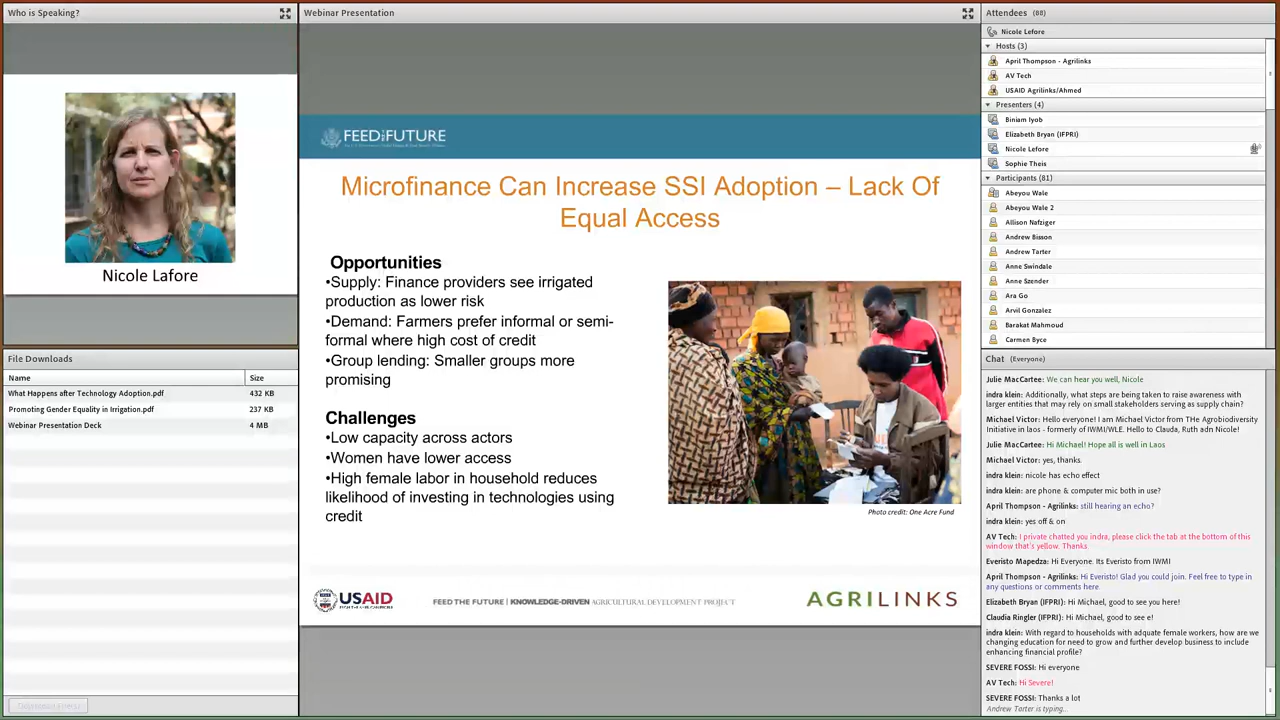 Who is Speaking?
Nicole Lafore
File Downloads
Name Size
What Happens after Technology Adoption.pdf 432 KB
Promoting Gender Equality in Irrigation.pdf 237 KB
Webinar Presentation Deck 4 MB
Webinar Presentation
FEED THE FUTURE
Microfinance Can Increase SSI Adoption – Lack Of
Equal Access
Opportunities
•Supply: Finance providers see irrigated
production as lower risk
•Demand: Farmers prefer informal or semi-
formal where high cost of credit
•Group lending: Smaller groups more
promising
Challenges
•Low capacity across actors
•Women have lower access
•High female labor in household reduces
likelihood of investing in technologies using
credit
Photo credit: One Acre Fund
USAID
FEED THE FUTURE | KNOWLEDGE-DRIVEN AGRICULTURAL DEVELOPMENT PROJECT
AGRILINKS
Attendees (88)
Nicole Lefore
Hosts (3)
April Thompson - Agrilinks
AV Tech
USAID Agrilinks/Ahmed
Presenters (4)
Biniam Iyob
Elizabeth Bryan (IFPRI)
Nicole Lefore
Sophie Theis
Participants (81)
Abeyou Wale
Abeyou Wale 2
Allison Nafziger
Andrew Bisson
Andrew Tarter
Anne Swindale
Anne Szender
Ara Go
Arvil Gonzalez
Barakat Mahmoud
Carmen Byce
Chat (Everyone)
Julie MacCartee: We can hear you well, Nicole
indra klein: Additionally, what steps are being taken to raise awareness with
larger entities that may rely on small stakeholders serving as supply chain?
Michael Victor: Hello everyone! I am Michael Victor from THe Agrobiodiversity
Initiative in laos - formerly of IWMI/WLE. Hello to Clauda, Ruth adn Nicole!
Julie MacCartee: Hi Michael! Hope all is well in Laos
Michael Victor: yes, thanks.
indra klein: nicole has echo effect
indra klein: are phone & computer mic both in use?
April Thompson - Agrilinks: still hearing an echo?
indra klein: yes off & on
AV Tech: I private chatted you indra, please click the tab at the bottom of this
window that's yellow. Thanks
Everisto Mapedza: Hi Everyone. Its Everisto from IWMI
April Thompson - Agrilinks: Hi Everisto! Glad you could join. Feel free to type in
any questions or comments here.
Elizabeth Bryan (IFPRI): Hi Michael, good to see you here!
Claudia Ringler (IFPRI): Hi Michael, good to see e!
indra klein: With regard to households with adquate female workers, how are we
changing education for need to grow and further develop business to include
enhancing financial profile?
SEVERE FOSSI: Hi everyone
AV Tech: Hi Severe!
SEVERE FOSSI: Thanks a lot
Andrew Tarter is typing...